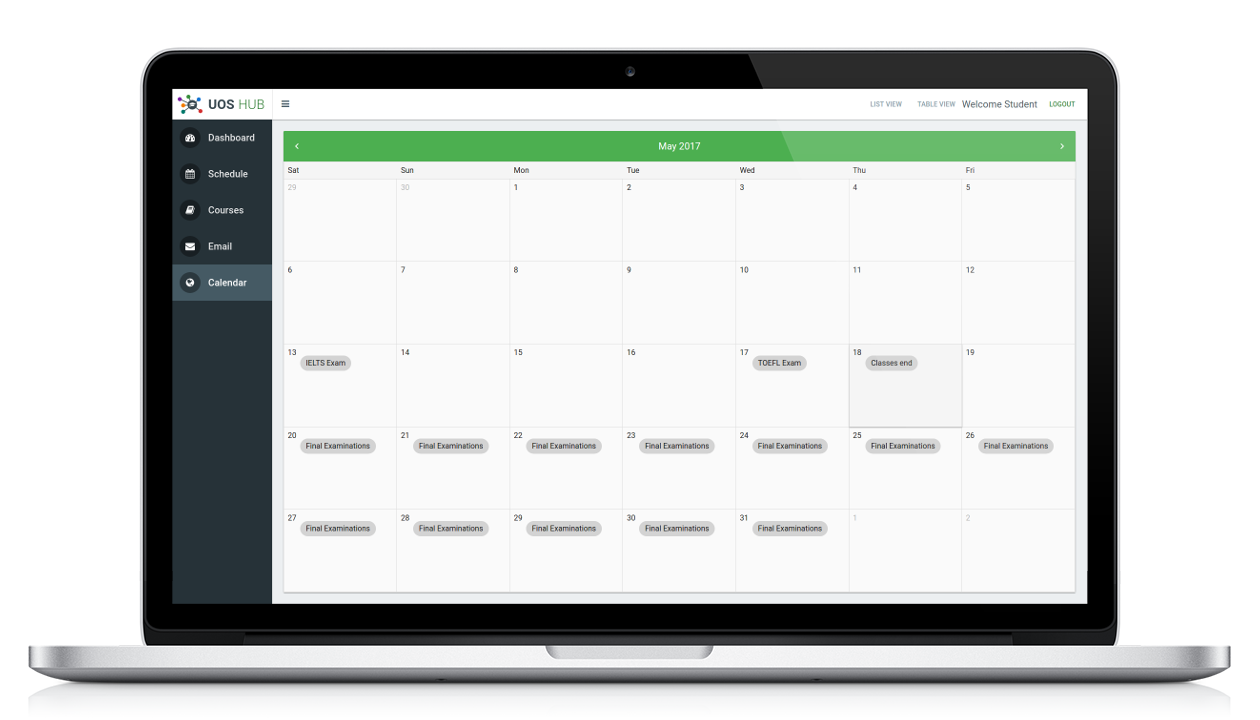 UOS HUB
LIST VIEW TABLE VIEW Welcome Student LOGOUT
Dashboard
Schedule
Courses
Email
Calendar
May 2017
Sat Sun Mon Tue Wed Thu Fri
29 30 1 2 3 4 5
6 7 8 9 10 11 12
13 14 15 16 17 18 19
IELTS Exam TOEFL Exam Classes end
20 21 22 23 24 25 26
Final Examinations Final Examinations Final Examinations Final Examinations Final Examinations Final Examinations Final Examinations
27 28 29 30 31 1 2
Final Examinations Final Examinations Final Examinations Final Examinations Final Examinations